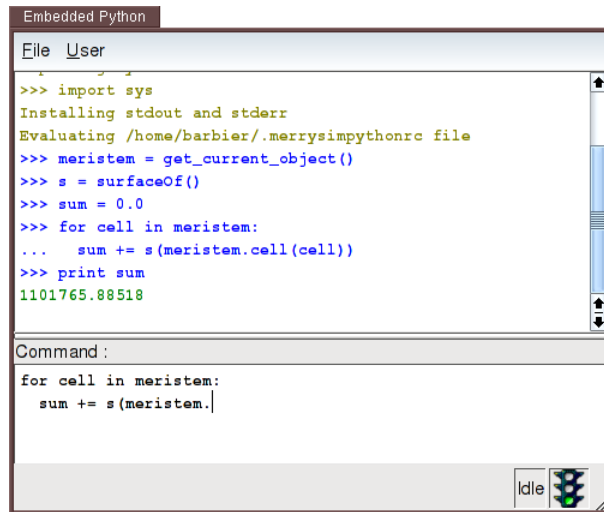 Embedded Python
File User
>>> import sys
Installing stdout and stderr
Evaluating /home/barbier/.merrysimpythonrc file
>>> meristem = get_current_object()
>>> s = surfaceOf()
>>> sum = 0.0
>>> for cell in meristem:
...   sum += s(meristem.cell(cell))
>>> print sum
1101765.88518
Command :
for cell in meristem:
  sum += s(meristem.
Idle